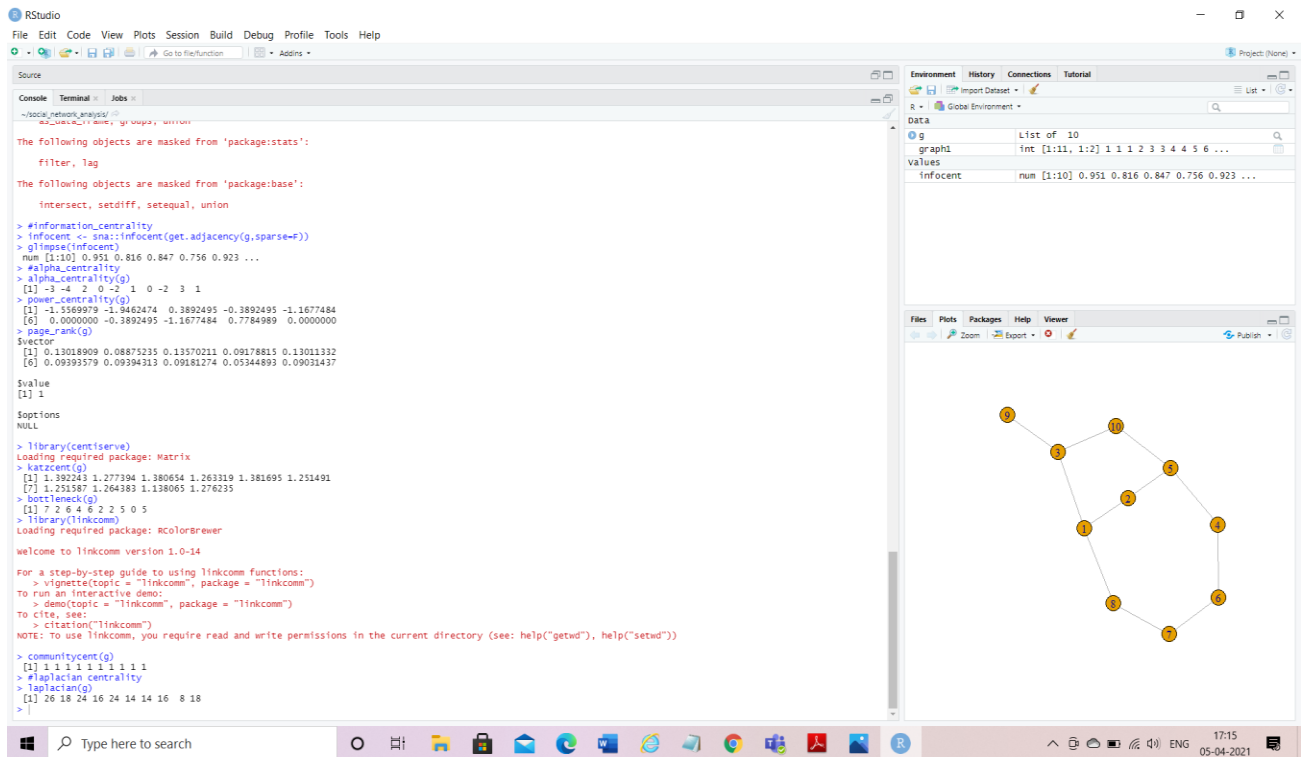 RStudio
File Edit Code View Plots Session Build Debug Profile Tools Help
Go to file/function Addins Project: (None)
Source
Console Terminal Jobs
~/social_network_analysis/
as_data_frame, groups, union
The following objects are masked from ‘package:stats’:
filter, lag
The following objects are masked from ‘package:base’:
intersect, setdiff, setequal, union
> #information_centrality
> infocent <- sna::infocent(get.adjacency(g,sparse=F))
> glimpse(infocent)
num [1:10] 0.951 0.816 0.847 0.756 0.923 ...
> #alpha_centrality
> alpha_centrality(g)
[1] -3 -4 2 0 -2 1 0 -2 3 1
> power_centrality(g)
[1] -1.5569979 -1.9462474 0.3892495 -0.3892495 -1.1677484
[6] 0.0000000 -0.3892495 -1.1677484 0.7784989 0.0000000
> page_rank(g)
$vector
[1] 0.13018909 0.08875235 0.13570211 0.09178815 0.13011332
[6] 0.09393579 0.09394313 0.09181274 0.05344893 0.09031437
$value
[1] 1
$options
NULL
> library(centiserve)
Loading required package: Matrix
> katzcent(g)
[1] 1.392243 1.277394 1.380654 1.263319 1.381695 1.251491
[7] 1.251587 1.264383 1.138065 1.276235
> bottleneck(g)
[1] 7 2 6 4 6 2 2 5 0 5
> library(linkcomm)
Loading required package: RColorBrewer
Welcome to linkcomm version 1.0-14
For a step-by-step guide to using linkcomm functions:
> vignette(topic = "linkcomm", package = "linkcomm")
To run an interactive demo:
> demo(topic = "linkcomm", package = "linkcomm")
To cite, see:
> citation("linkcomm")
NOTE: To use linkcomm, you require read and write permissions in the current directory (see: help("getwd"), help("setwd"))
> communitycent(g)
[1] 1 1 1 1 1 1 1 1 1 1
> #laplacian centrality
> laplacian(g)
[1] 26 18 24 16 24 14 14 16 8 18
>
Environment History Connections Tutorial
Import Dataset List
R Global Environment
Data
g List of 10
graph1 int [1:11, 1:2] 1 1 1 2 3 3 4 4 5 6 ...
Values
infocent num [1:10] 0.951 0.816 0.847 0.756 0.923 ...
Files Plots Packages Help Viewer
Zoom Export Publish
9
10
3
5
2
1
4
8
6
7
Type here to search
ENG
17:15
05-04-2021